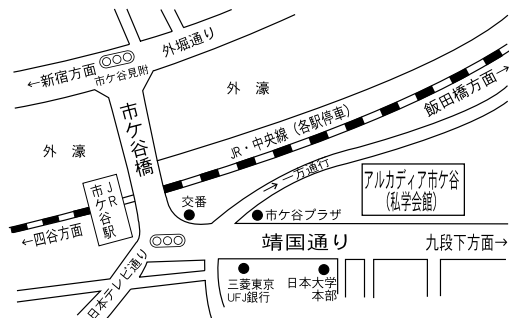 外堀通り
←新宿方面
市ケ谷見附
外　濠
飯田橋方面→
市ケ谷橋
JR・中央線（各駅停車）
外　濠
一方通行
アルカディア市ケ谷
（私学会館）
JR
市ケ谷駅
交番
市ケ谷プラザ
←四谷方面
靖国通り
九段下方面→
日本テレビ通り
三菱東京
UFJ銀行
日本大学
本部